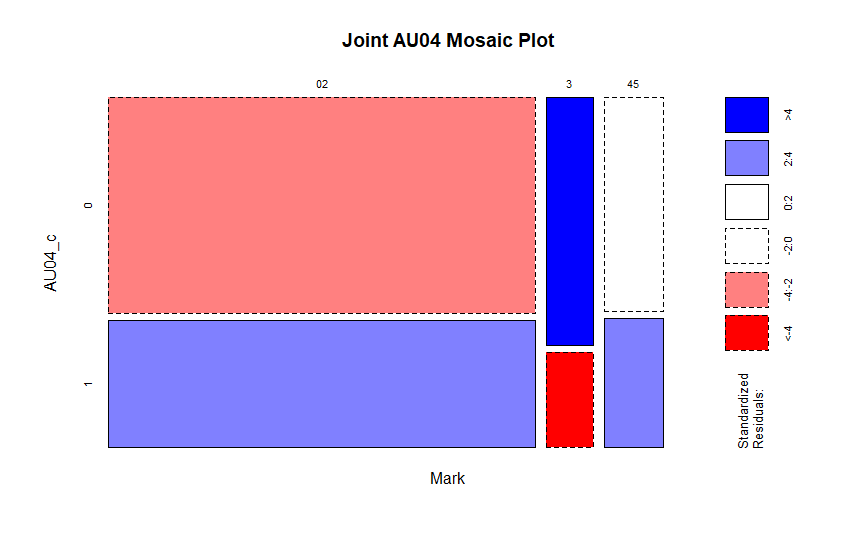 Joint AU04 Mosaic Plot
02 3 45
0
1
AU04_c
Mark
>4
2:4
0:2
-2:0
-4:-2
<-4
Standardized
Residuals: